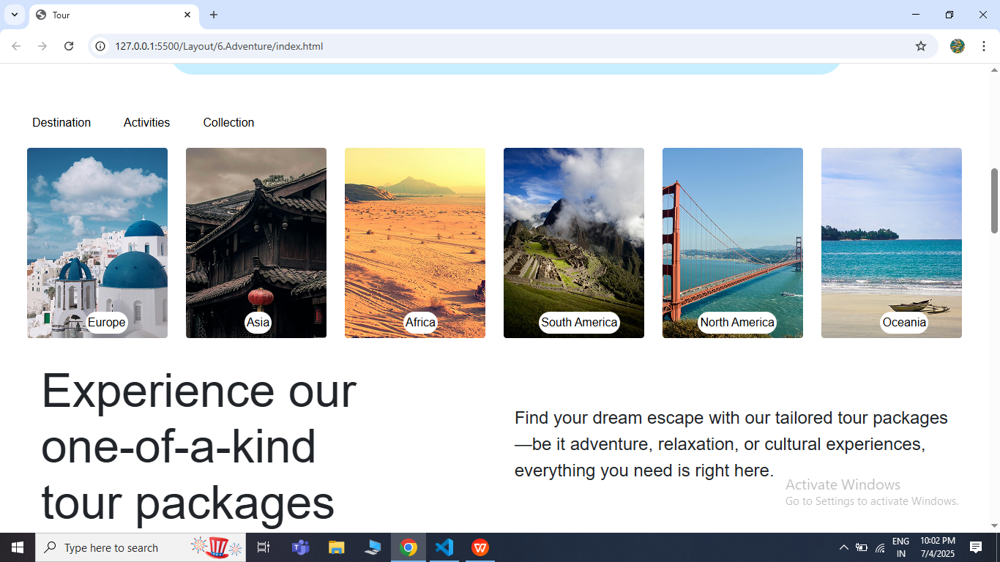 Tour
127.0.0.1:5500/Layout/6.Adventure/index.html
Destination Activities Collection
Europe Asia Africa South America North America Oceania
Experience our
one-of-a-kind
tour packages
Find your dream escape with our tailored tour packages
—be it adventure, relaxation, or cultural experiences,
everything you need is right here.
Activate Windows
Go to Settings to activate Windows.
Type here to search
ENG
IN
10:02 PM
7/4/2025